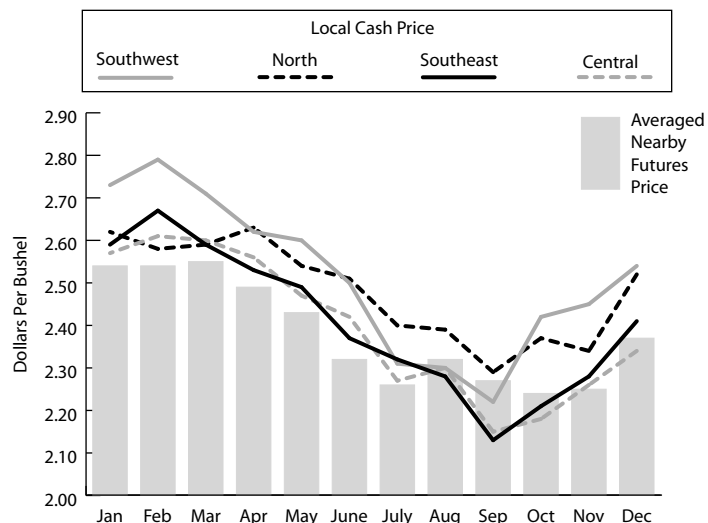 Local Cash Price
Southwest North Southeast Central
Averaged
Nearby
Futures
Price
Dollars Per Bushel
2.90
2.80
2.70
2.60
2.50
2.40
2.30
2.20
2.10
2.00
Jan Feb Mar Apr May June July Aug Sep Oct Nov Dec